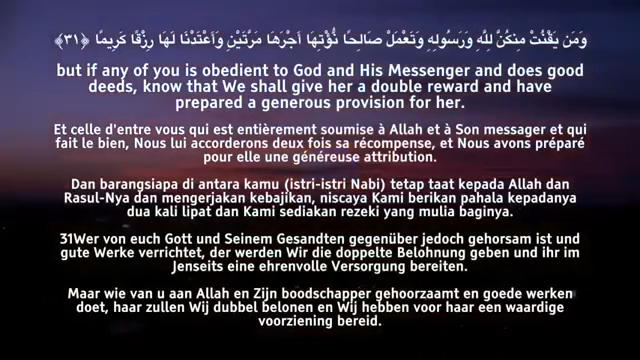 وَمَن يَقْنُتْ مِنكُنَّ لِلَّهِ وَرَسُولِهِ وَتَعْمَلْ صَالِحًا نُّؤْتِهَا أَجْرَهَا مَرَّتَيْنِ وَأَعْتَدْنَا لَهَا رِزْقًا كَرِيمًا ﴿٣١﴾
but if any of you is obedient to God and His Messenger and does good
deeds, know that We shall give her a double reward and have
prepared a generous provision for her.
Et celle d'entre vous qui est entièrement soumise à Allah et à Son messager et qui
fait le bien, Nous lui accorderons deux fois sa récompense, et Nous avons préparé
pour elle une généreuse attribution.
Dan barangsiapa di antara kamu (istri-istri Nabi) tetap taat kepada Allah dan
Rasul-Nya dan mengerjakan kebajikan, niscaya Kami berikan pahala kepadanya
dua kali lipat dan Kami sediakan rezeki yang mulia baginya.
31Wer von euch Gott und Seinem Gesandten gegenüber jedoch gehorsam ist und
gute Werke verrichtet, der werden Wir die doppelte Belohnung geben und ihr im
Jenseits eine ehrenvolle Versorgung bereiten.
Maar wie van u aan Allah en Zijn boodschapper gehoorzaamt en goede werken
doet, haar zullen Wij dubbel belonen en Wij hebben voor haar een waardige
voorziening bereid.